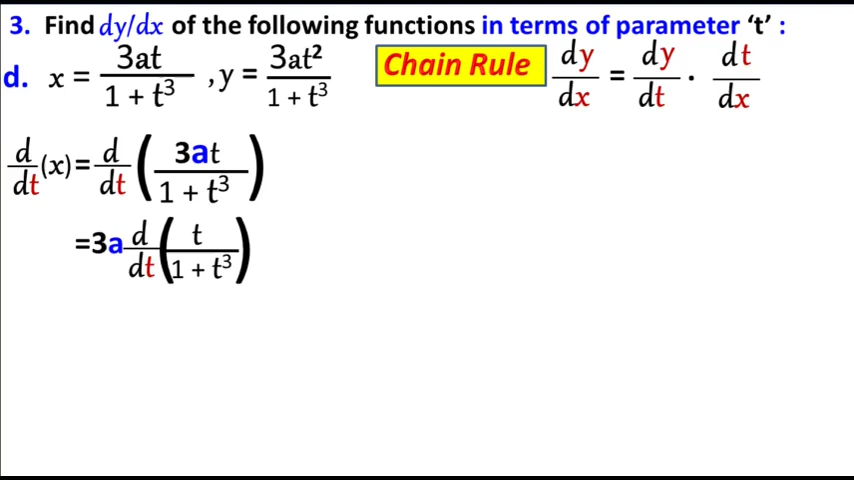 3. Find dy/dx of the following functions in terms of parameter ‘t’ :
d. x = 3at / 1 + t³ , y = 3at² / 1 + t³ Chain Rule dy/dx = dy/dt · dt/dx
d/dt (x) = d/dt ( 3at / 1 + t³ )
=3a d/dt ( t / 1 + t³ )